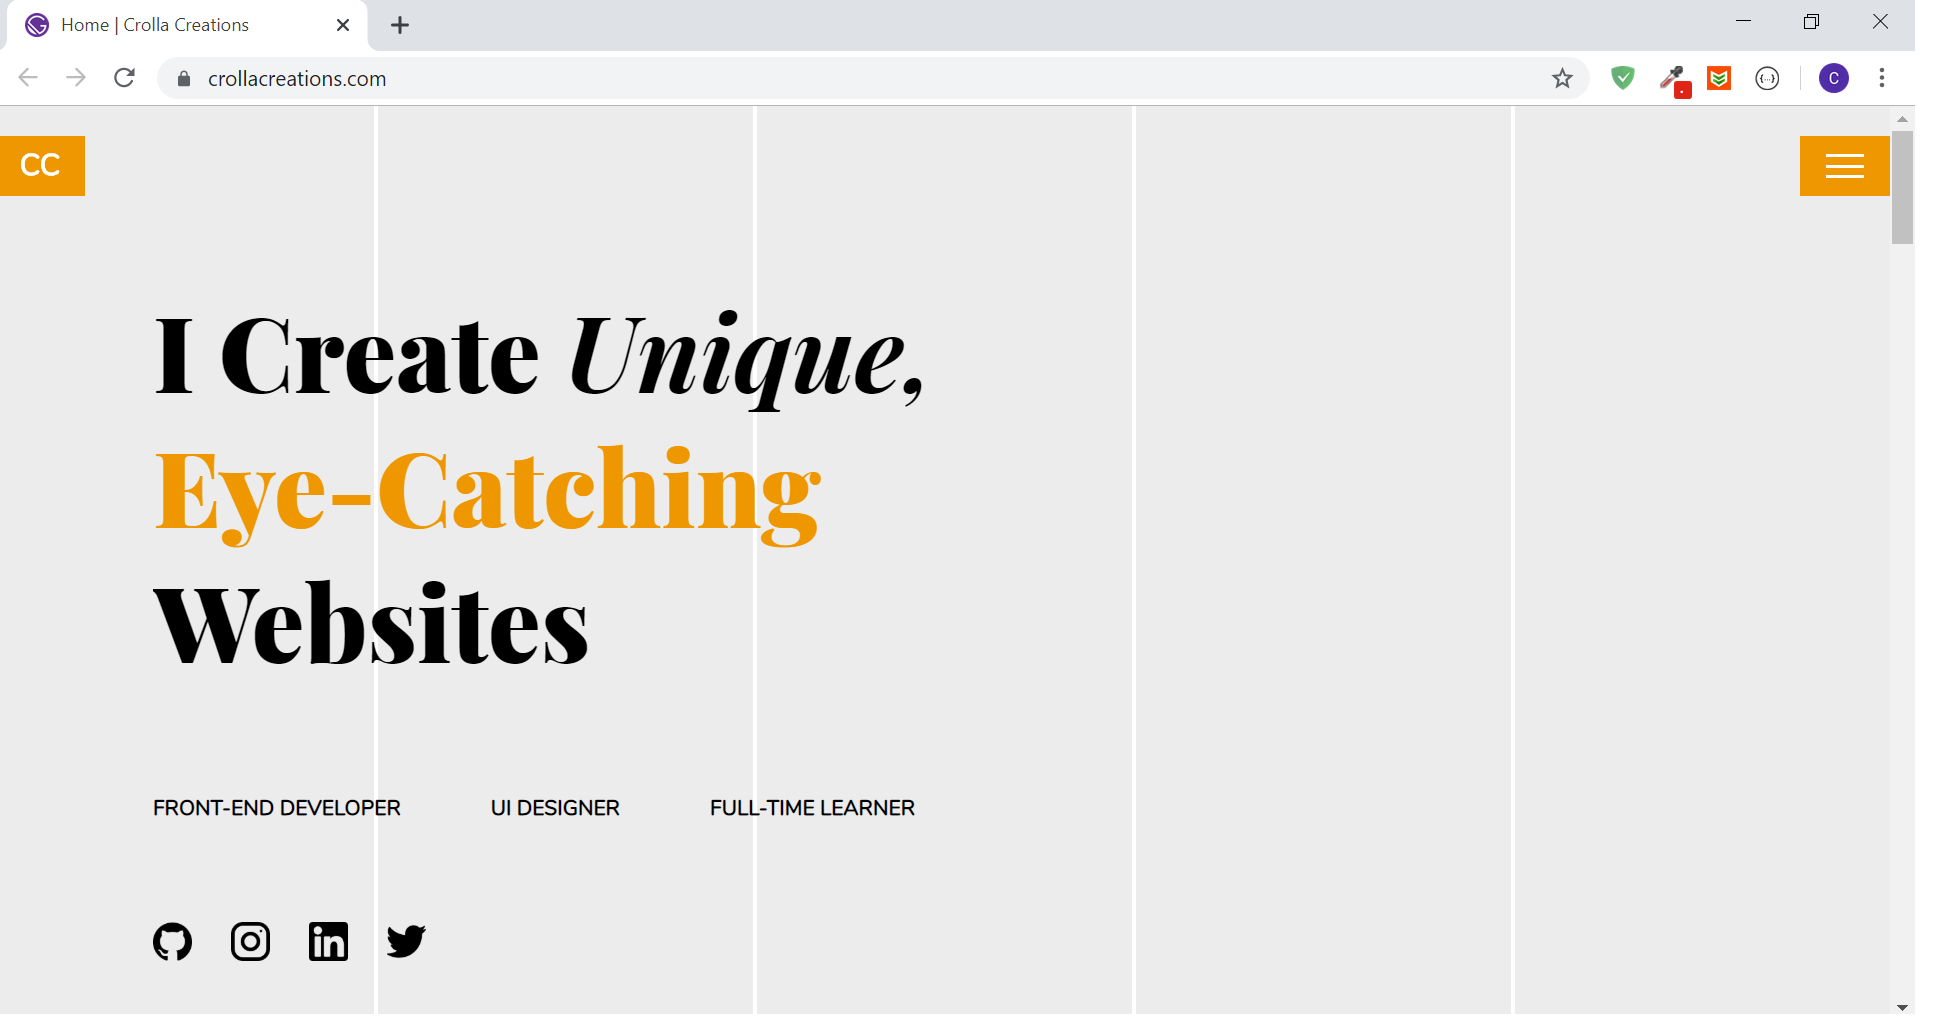 Home | Crolla Creations
crollacreations.com
C
CC
I Create Unique,
Eye-Catching
Websites
FRONT-END DEVELOPER UI DESIGNER FULL-TIME LEARNER
in